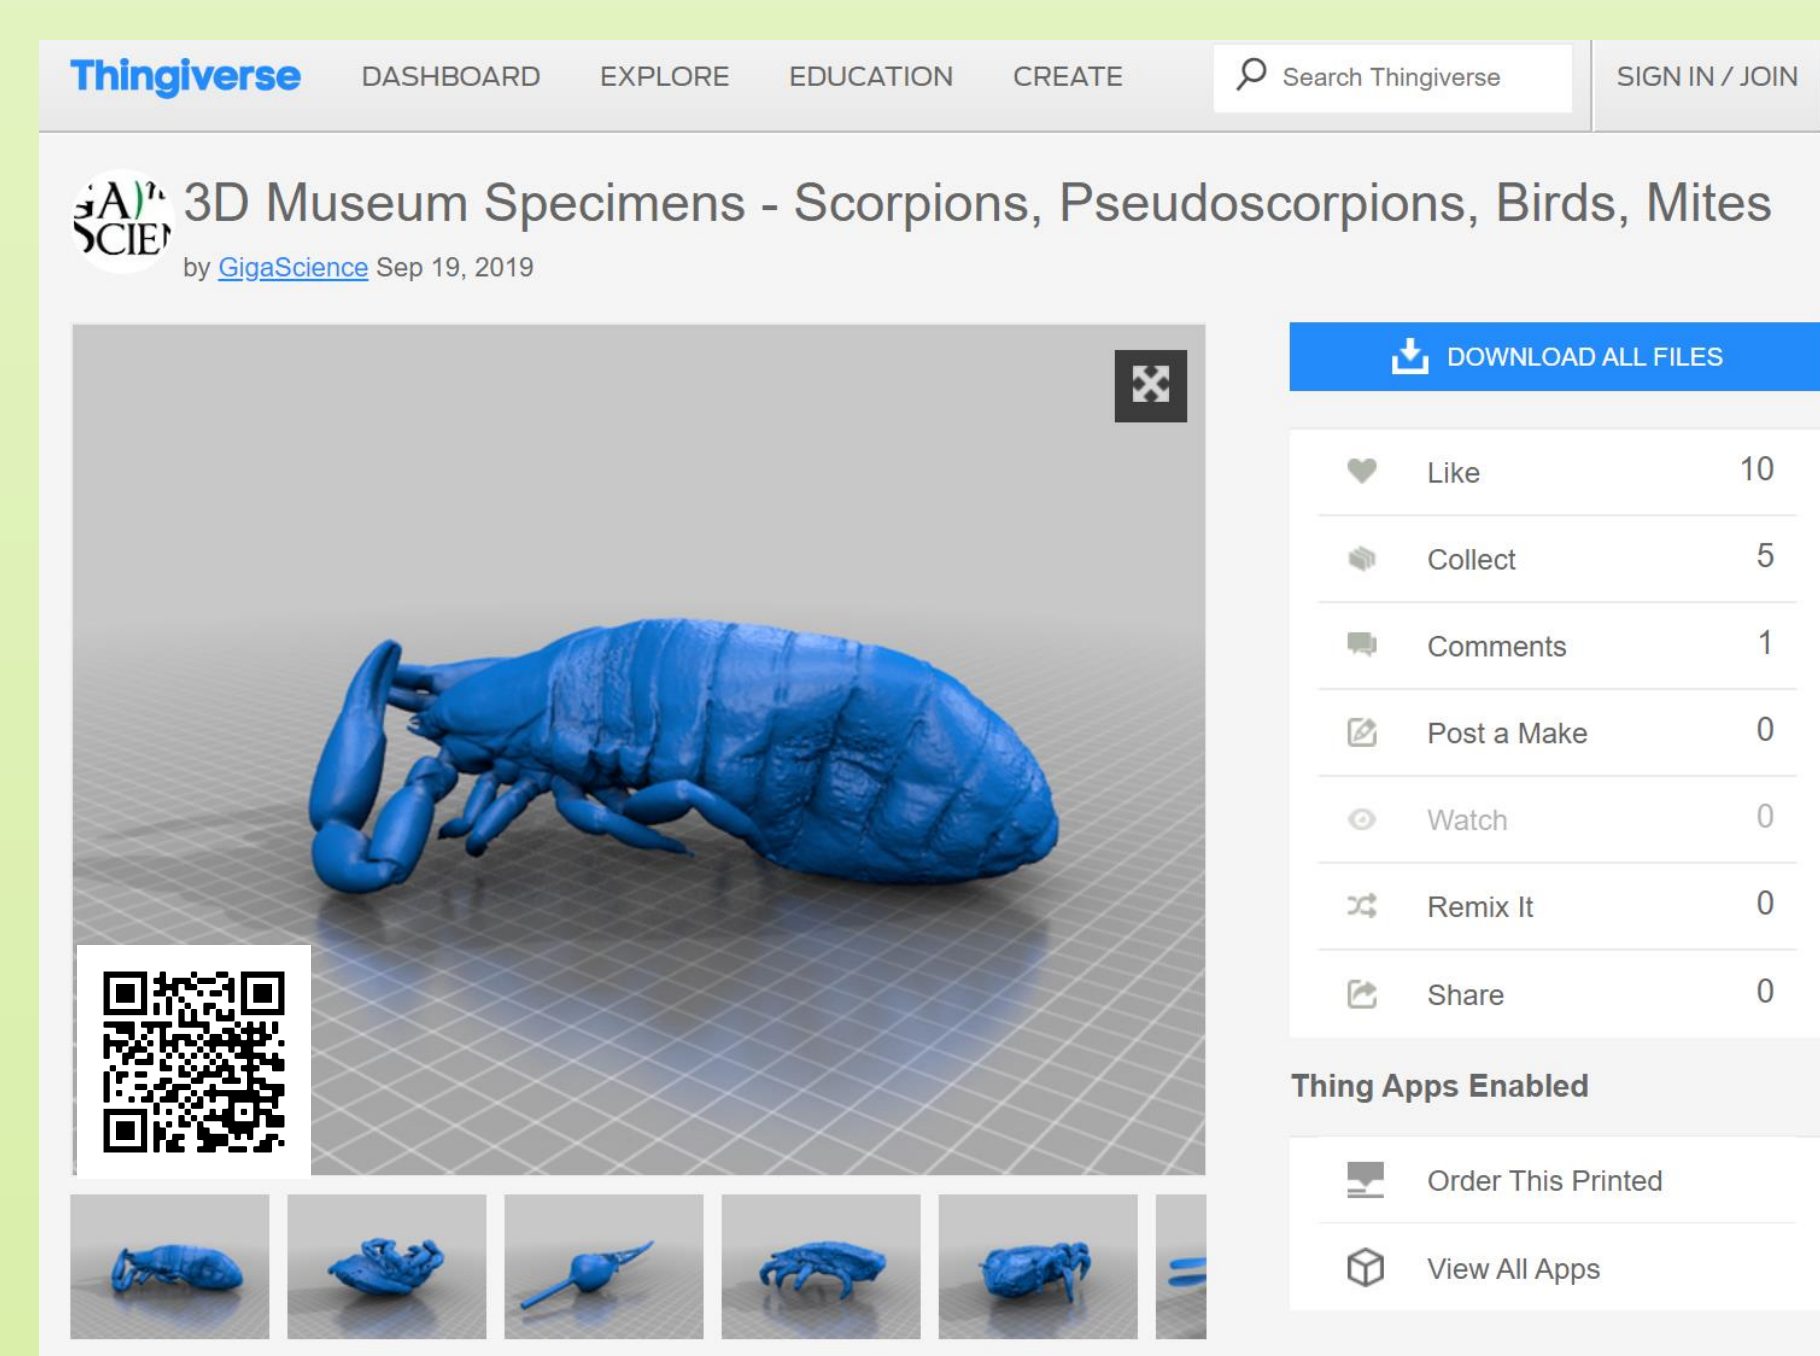 Thingiverse DASHBOARD EXPLORE EDUCATION CREATE Search Thingiverse SIGN IN / JOIN
3D Museum Specimens - Scorpions, Pseudoscorpions, Birds, Mites
by GigaScience Sep 19, 2019
DOWNLOAD ALL FILES
Like 10
Collect 5
Comments 1
Post a Make 0
Watch 0
Remix It 0
Share 0
Thing Apps Enabled
Order This Printed
View All Apps